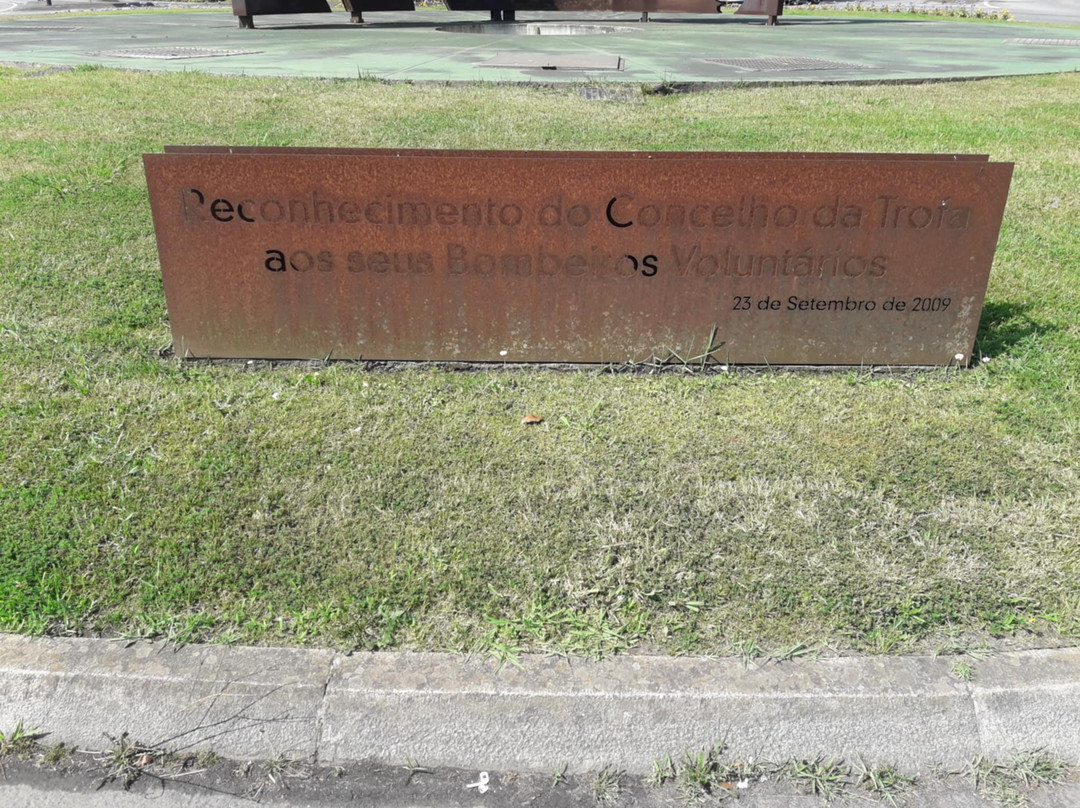 Reconhecimento do Concelho da Trofa
aos seus Bombeiros Voluntários
23 de Setembro de 2009